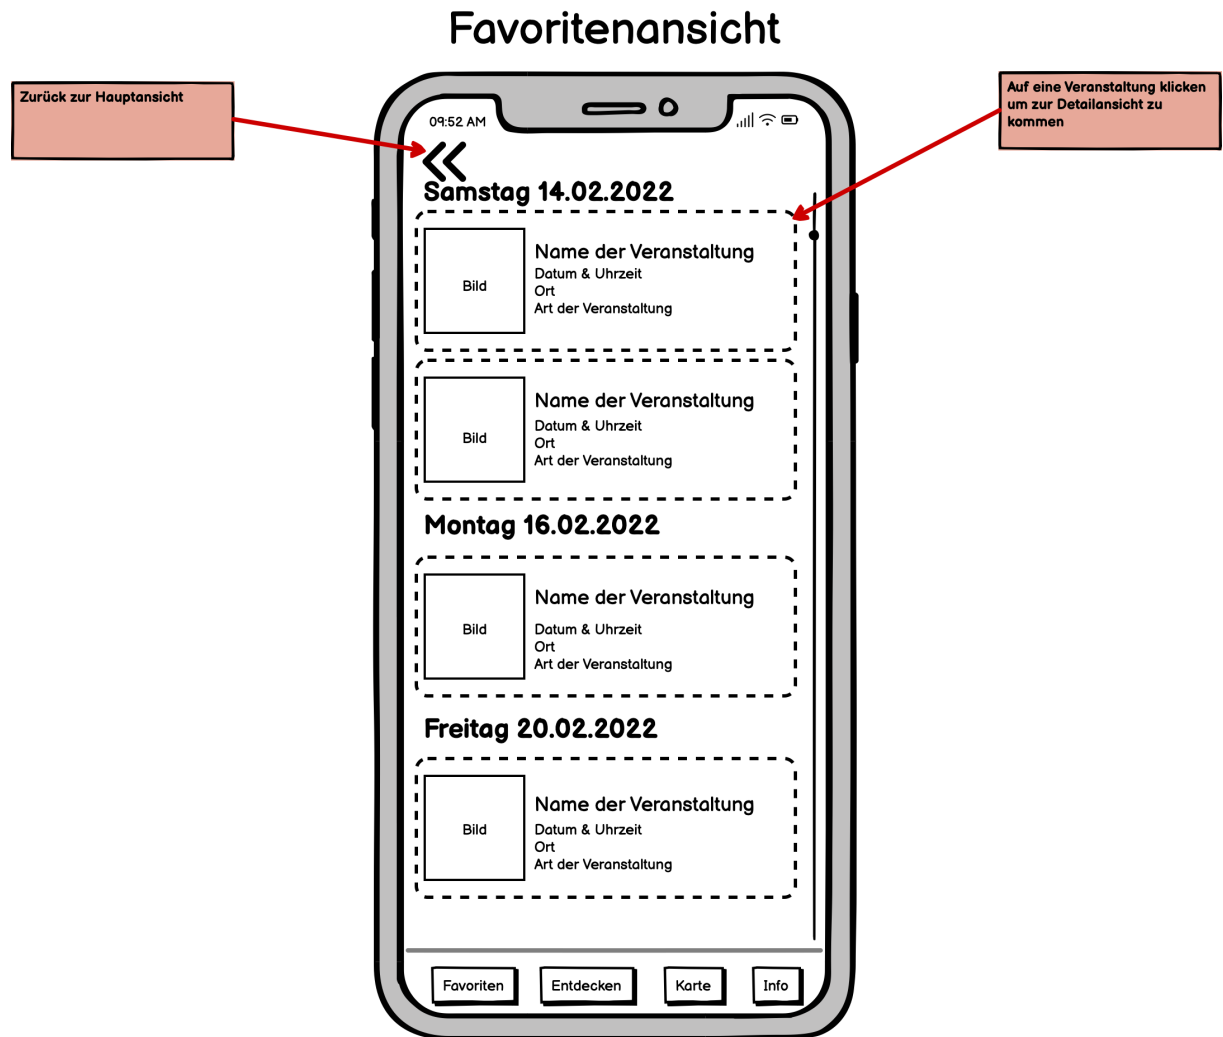 Favoritenansicht
Zurück zur Hauptansicht
Auf eine Veranstaltung klicken
um zur Detailansicht zu
kommen
09:52 AM
Samstag 14.02.2022
Bild
Name der Veranstaltung
Datum & Uhrzeit
Ort
Art der Veranstaltung
Bild
Name der Veranstaltung
Datum & Uhrzeit
Ort
Art der Veranstaltung
Montag 16.02.2022
Bild
Name der Veranstaltung
Datum & Uhrzeit
Ort
Art der Veranstaltung
Freitag 20.02.2022
Bild
Name der Veranstaltung
Datum & Uhrzeit
Ort
Art der Veranstaltung
Favoriten
Entdecken
Karte
Info